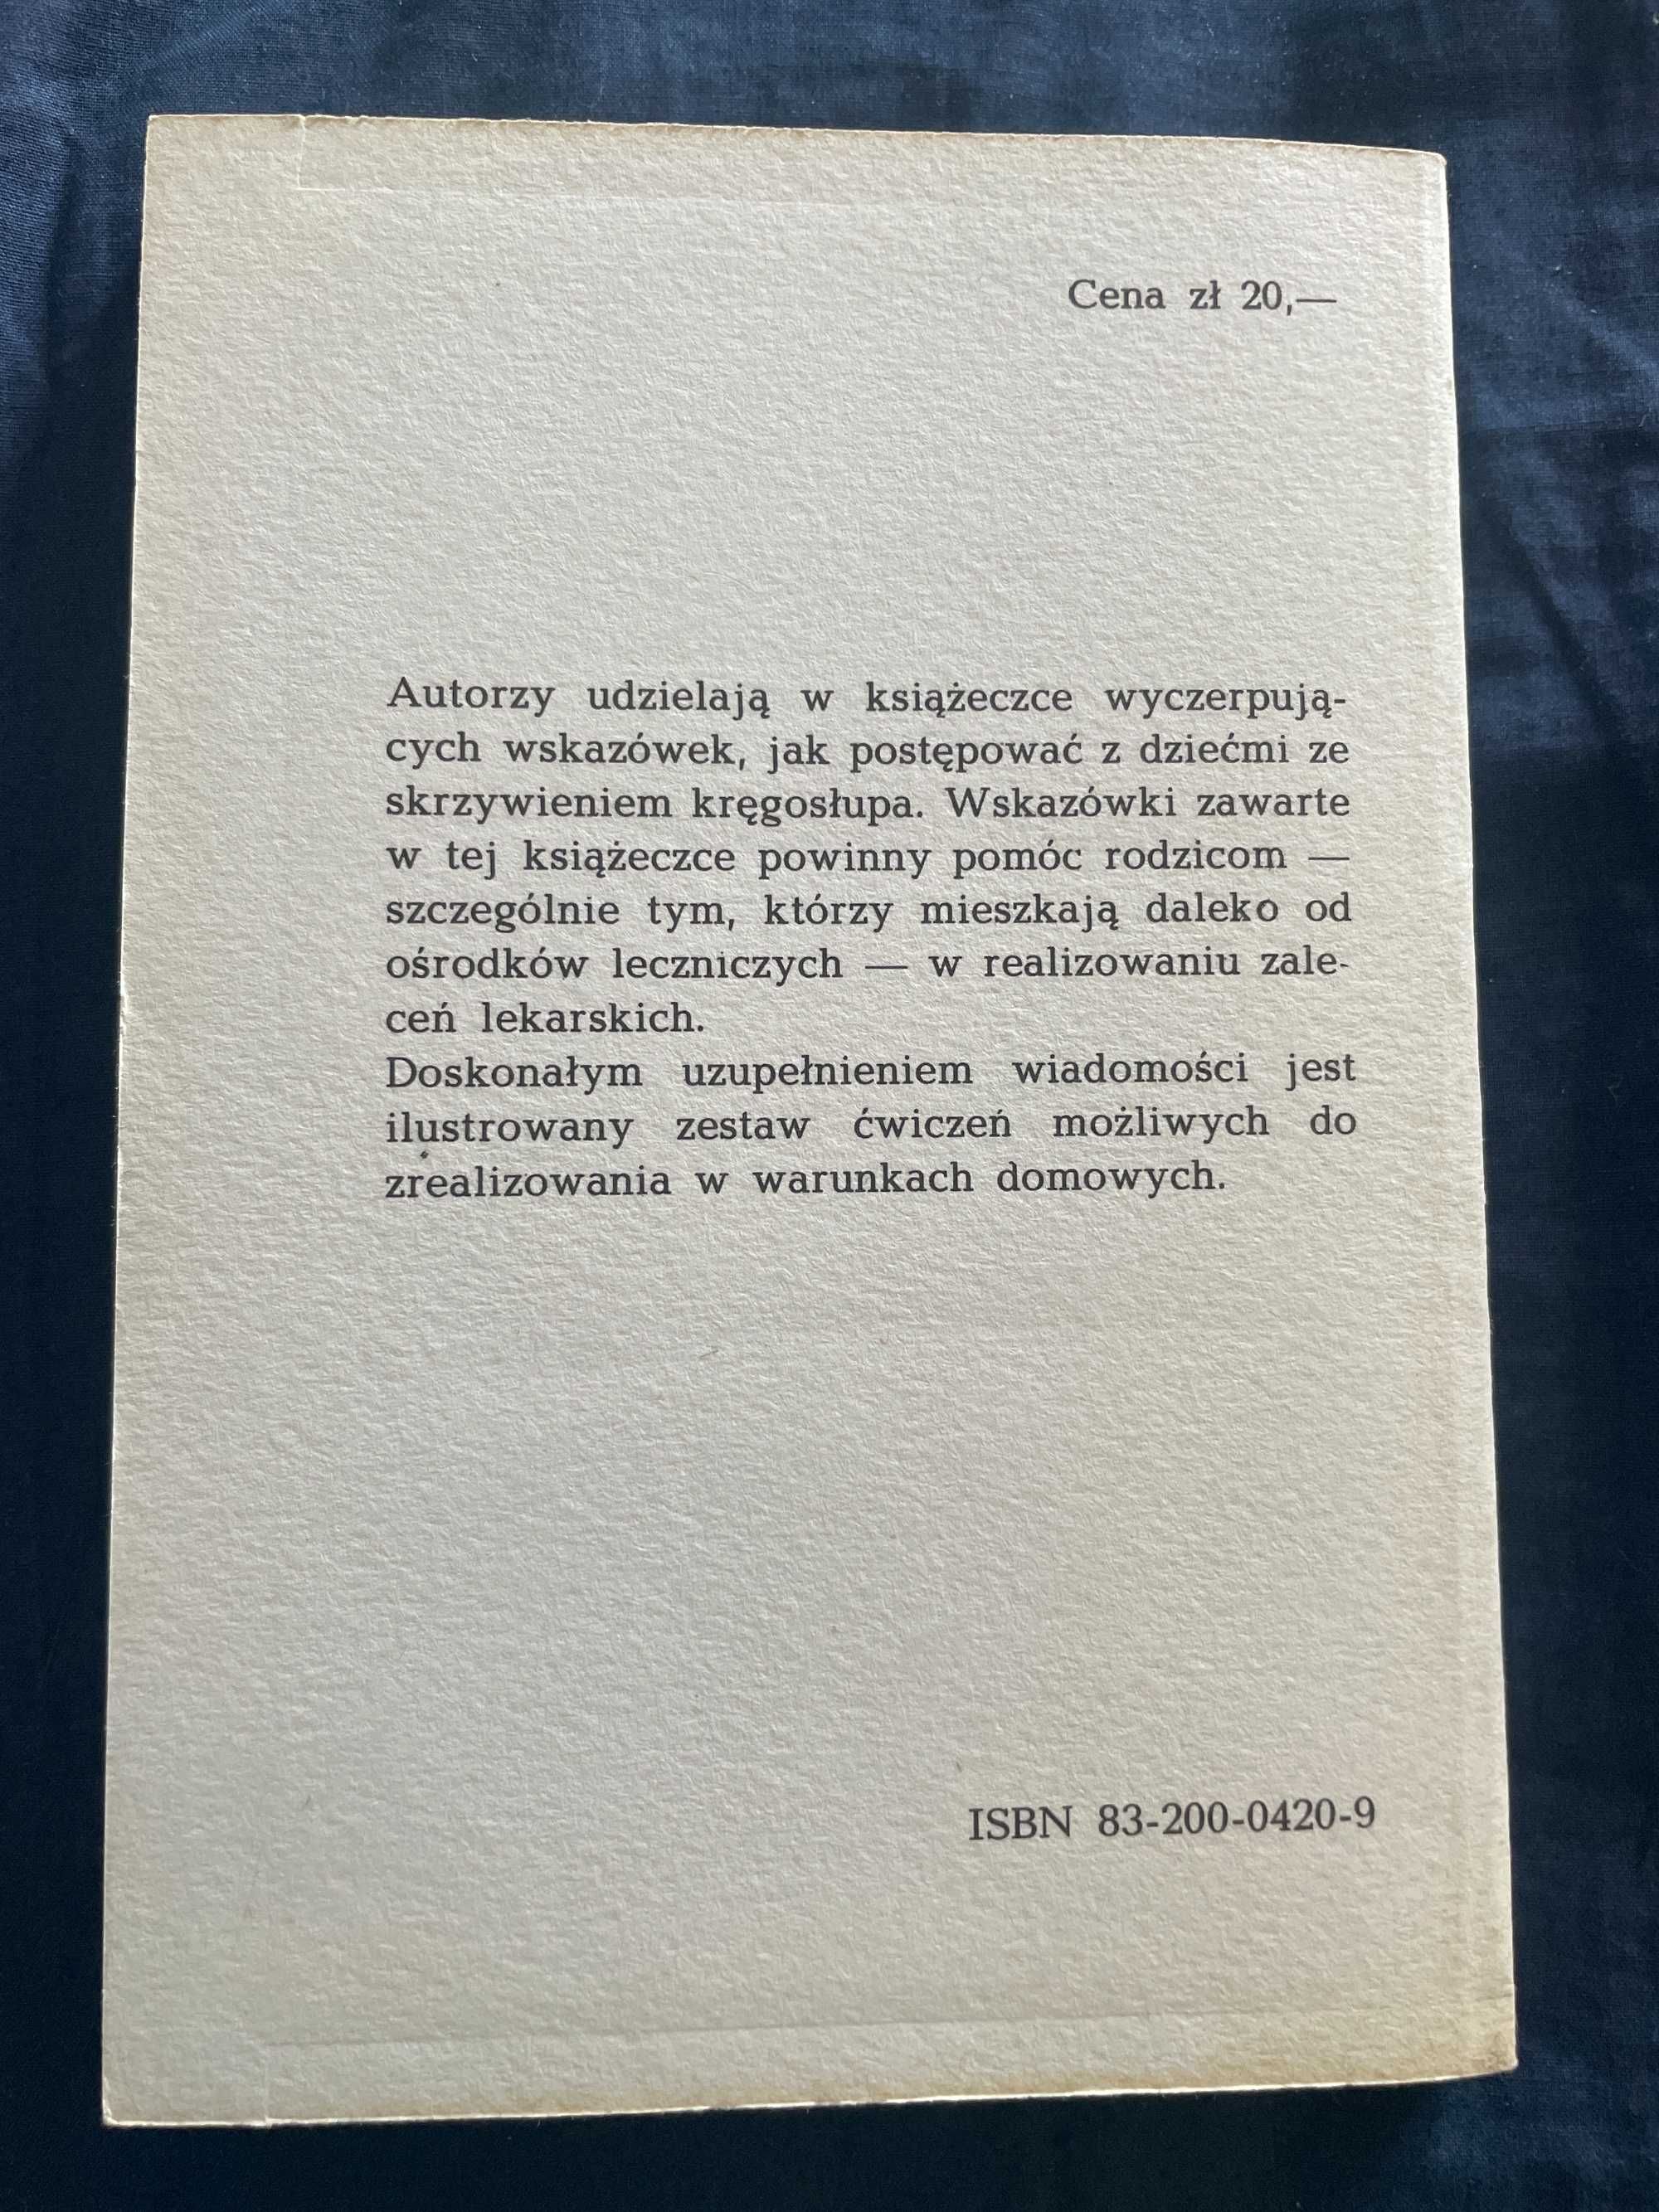 Cena zł 20,—
Autorzy udzielają w książeczce wyczerpują-
cych wskazówek, jak postępować z dziećmi ze
skrzywieniem kręgosłupa. Wskazówki zawarte
w tej książeczce powinny pomóc rodzicom —
szczególnie tym, którzy mieszkają daleko od
ośrodków leczniczych — w realizowaniu zale-
ceń lekarskich.
Doskonałym uzupełnieniem wiadomości jest
ilustrowany zestaw ćwiczeń możliwych do
zrealizowania w warunkach domowych.
ISBN 83-200-0420-9